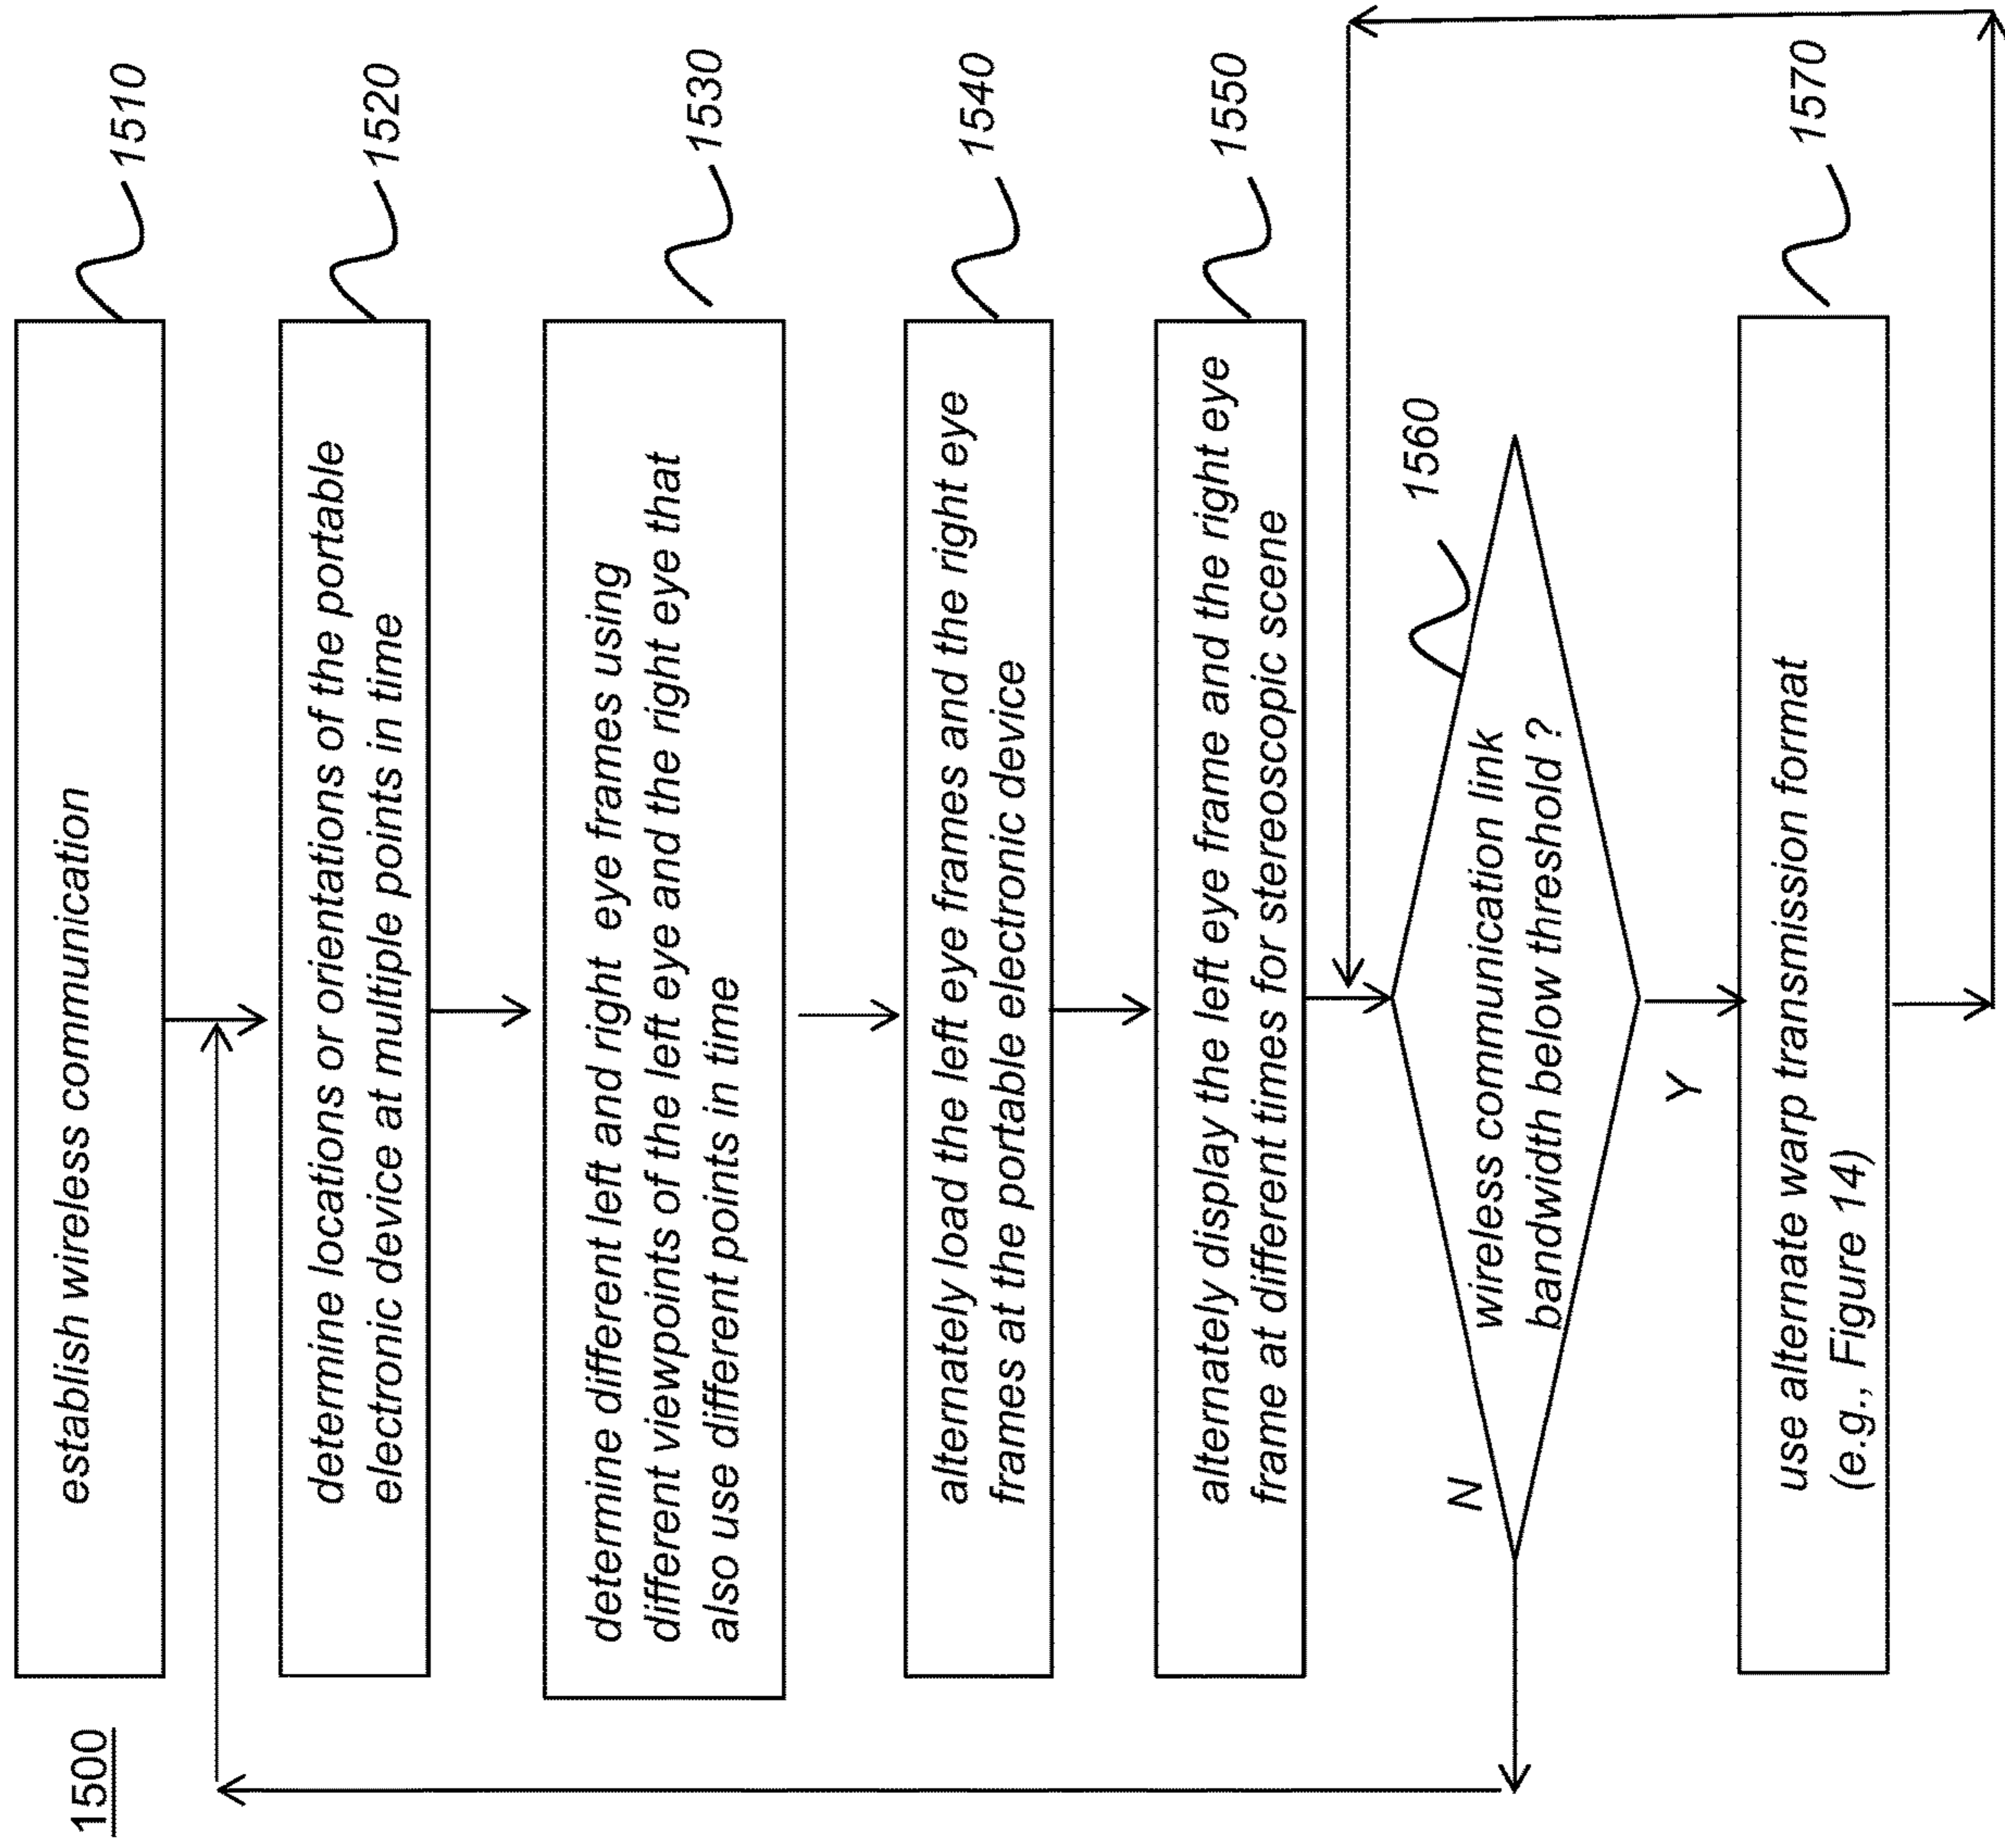 1500
establish wireless communication
1510
determine locations or orientations of the portable
electronic device at multiple points in time
1520
determine different left and right eye frames using
different viewpoints of the left eye and the right eye that
also use different points in time
1530
alternately load the left eye frames and the right eye
frames at the portable electronic device
1540
alternately display the left eye frame and the right eye
frame at different times for stereoscopic scene
1550
wireless communication link
bandwidth below threshold ?
1560
N
Y
use alternate warp transmission format
(e.g., Figure 14)
1570